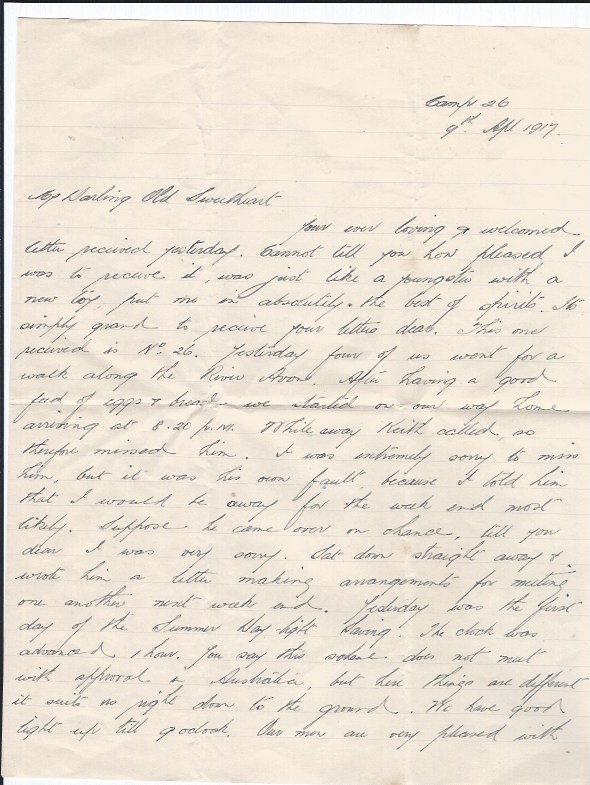 Camp 26
9th Apl 1917.
My Darling Old Sweetheart
Your ever loving & welcomed
letter received yesterday. Cannot tell you how pleased I
was to receive it, was just like a youngster with a
new toy, put me in absolutely the best of spirits. Its
simply grand to receive your letters dear. This one
received is No. 26. Yesterday four of us went for a
walk along the River Avon. After having a good
feed of eggs & bread we started on our way home
arriving at 8.20 p.m. While away Keith called, so
therefore missed him. I was extremely sorry to miss
him, but it was his own fault, because I told him
that I would be away for the week end most
likely. Suppose he came over on chance, tell you
dear I was very sorry. Sat down straight away &
wrote him a letter making arrangements for meeting
one another next week end. Yesterday was the first
day of the Summer Day-light Saving. The clock was
advanced 1 hour. You say this scheme does not meet
with approval in Australia, but here things are different
it suits us right down to the ground. We have good
light up till 9oclock. Our men are very pleased with